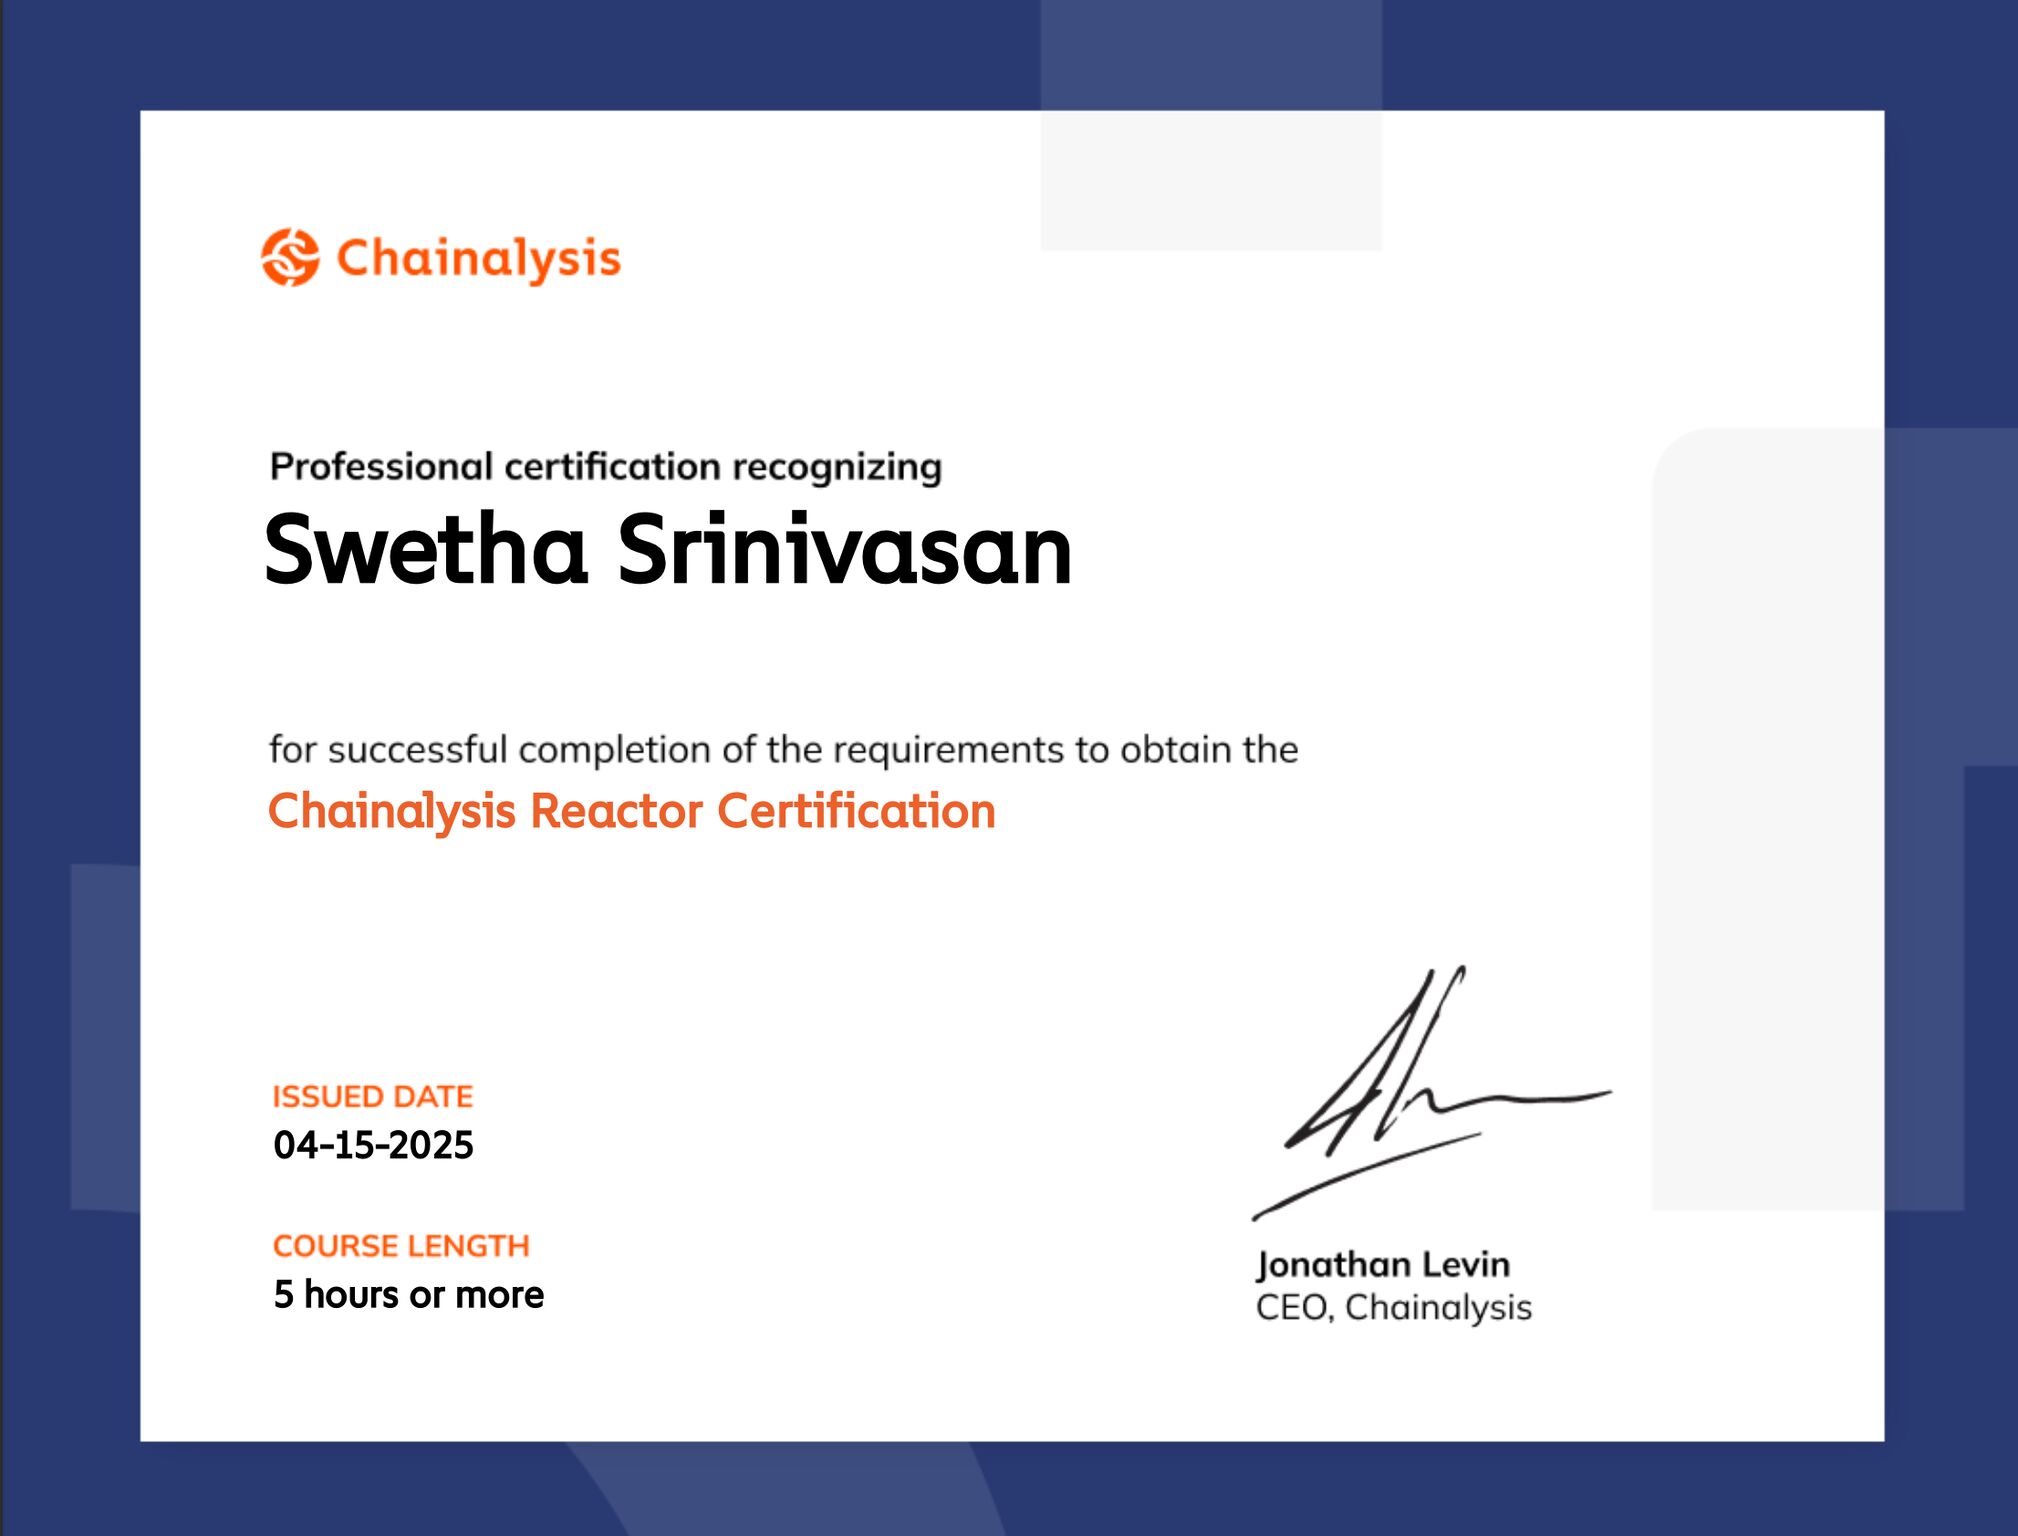 Chainalysis
Professional certification recognizing
Swetha Srinivasan
for successful completion of the requirements to obtain the
Chainalysis Reactor Certification
ISSUED DATE
04-15-2025
COURSE LENGTH
5 hours or more
Jonathan Levin
CEO, Chainalysis